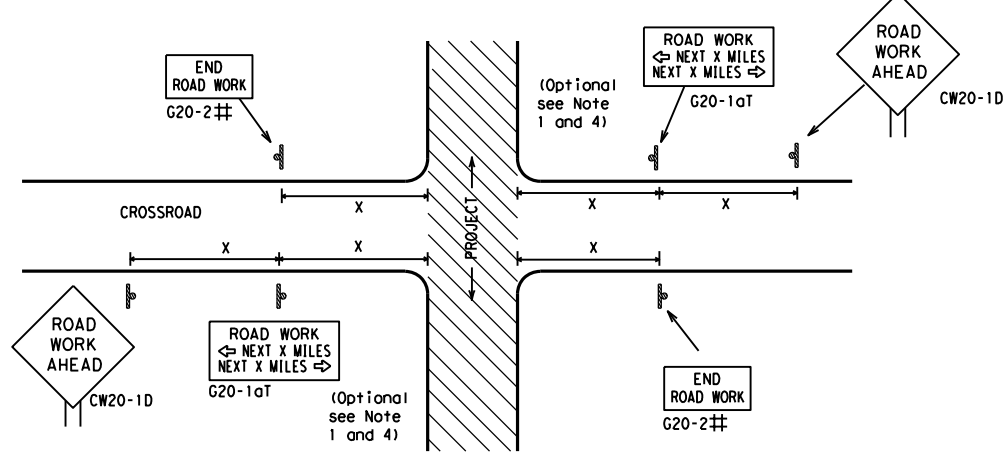 ROAD
WORK
AHEAD
CW20-1D
ROAD WORK
⇦ NEXT X MILES
NEXT X MILES ⇨
G20-1aT
(Optional
see Note
1 and 4)
END
ROAD WORK
G20-2#
X
X
X
CROSSROAD
PROJECT
X
X
X
ROAD
WORK
AHEAD
CW20-1D
ROAD WORK
⇦ NEXT X MILES
NEXT X MILES ⇨
G20-1aT
(Optional
see Note
1 and 4)
END
ROAD WORK
G20-2#